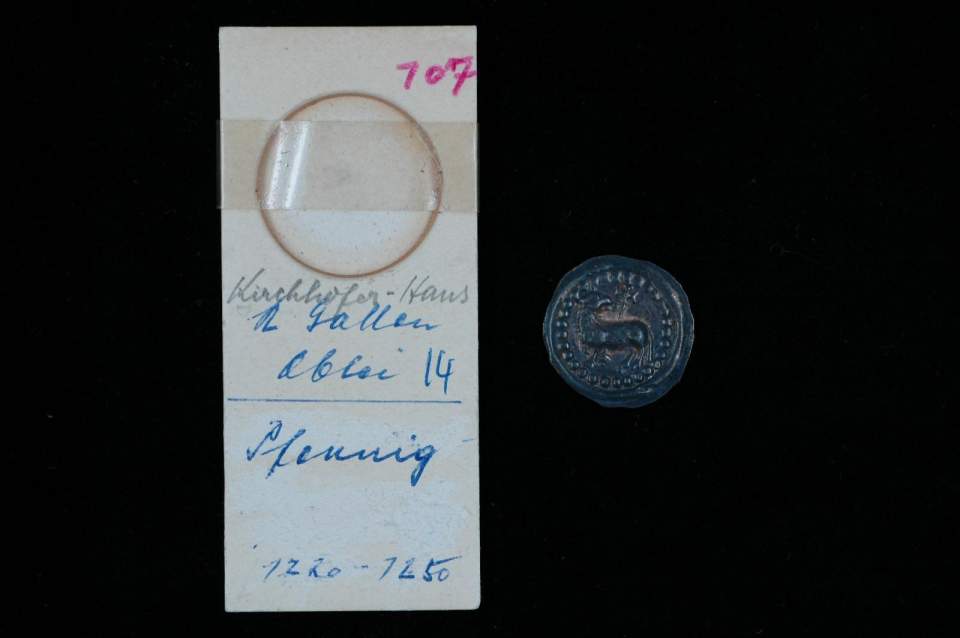 707
Kirchhofer-Haus
St Gallen
Abtei 14
Pfennig
1220-1250